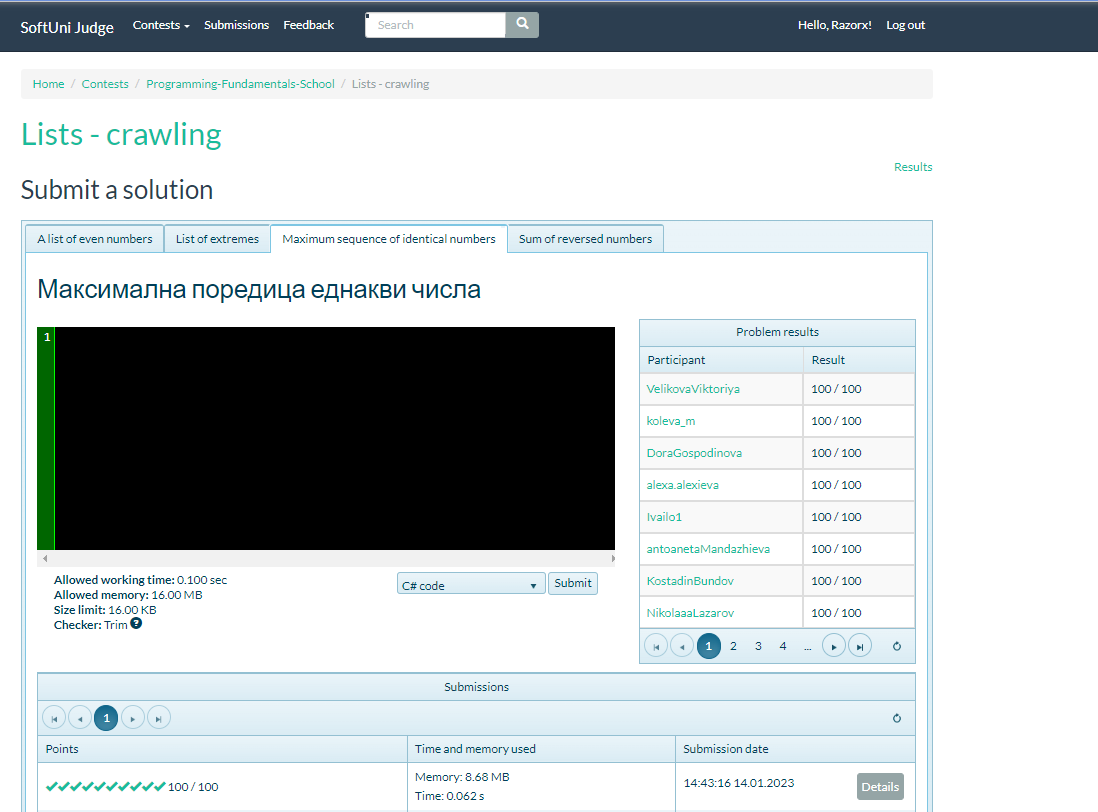 SoftUni Judge Contests Submissions Feedback Search Hello, Razorx! Log out
Home / Contests / Programming-Fundamentals-School / Lists - crawling
Lists - crawling
Results
Submit a solution
A list of even numbers List of extremes Maximum sequence of identical numbers Sum of reversed numbers
Максимална поредица еднакви числа
1
Allowed working time: 0.100 sec
Allowed memory: 16.00 MB
Size limit: 16.00 KB
Checker: Trim ?
C# code Submit
Problem results
Participant Result
VelikovaViktoriya 100 / 100
koleva_m 100 / 100
DoraGospodinova 100 / 100
alexa.alexieva 100 / 100
Ivailo1 100 / 100
antoanetaMandazhieva 100 / 100
KostadinBundov 100 / 100
NikolaaaLazarov 100 / 100
1 2 3 4 ...
Submissions
1
Points Time and memory used Submission date
100 / 100 Memory: 8.68 MB 14:43:16 14.01.2023 Details
Time: 0.062 s